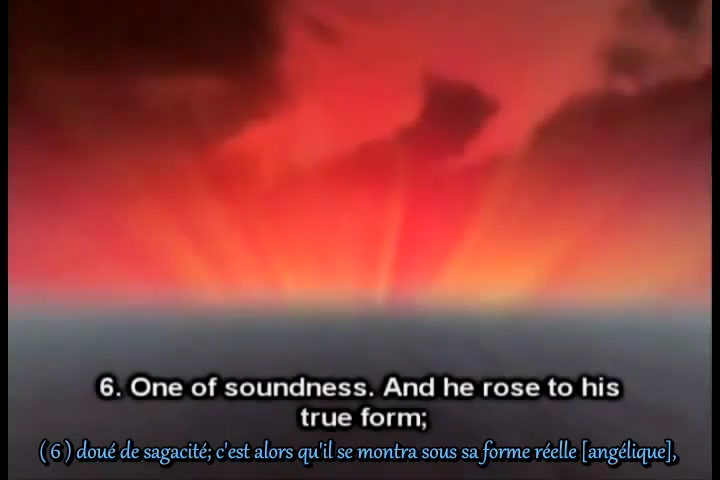 6. One of soundness. And he rose to his
true form;
( 6 ) doué de sagacité; c'est alors qu'il se montra sous sa forme réelle [angélique],